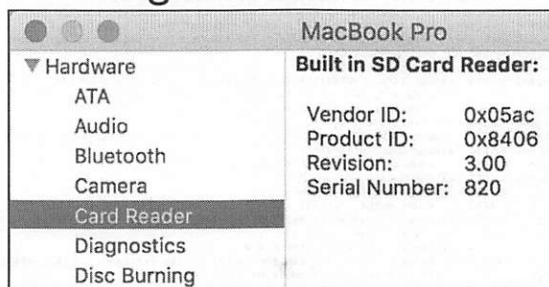 MacBook Pro
Hardware
ATA
Audio
Bluetooth
Camera
Card Reader
Diagnostics
Disc Burning
Built in SD Card Reader:
Vendor ID: 0x05ac
Product ID: 0x8406
Revision: 3.00
Serial Number: 820